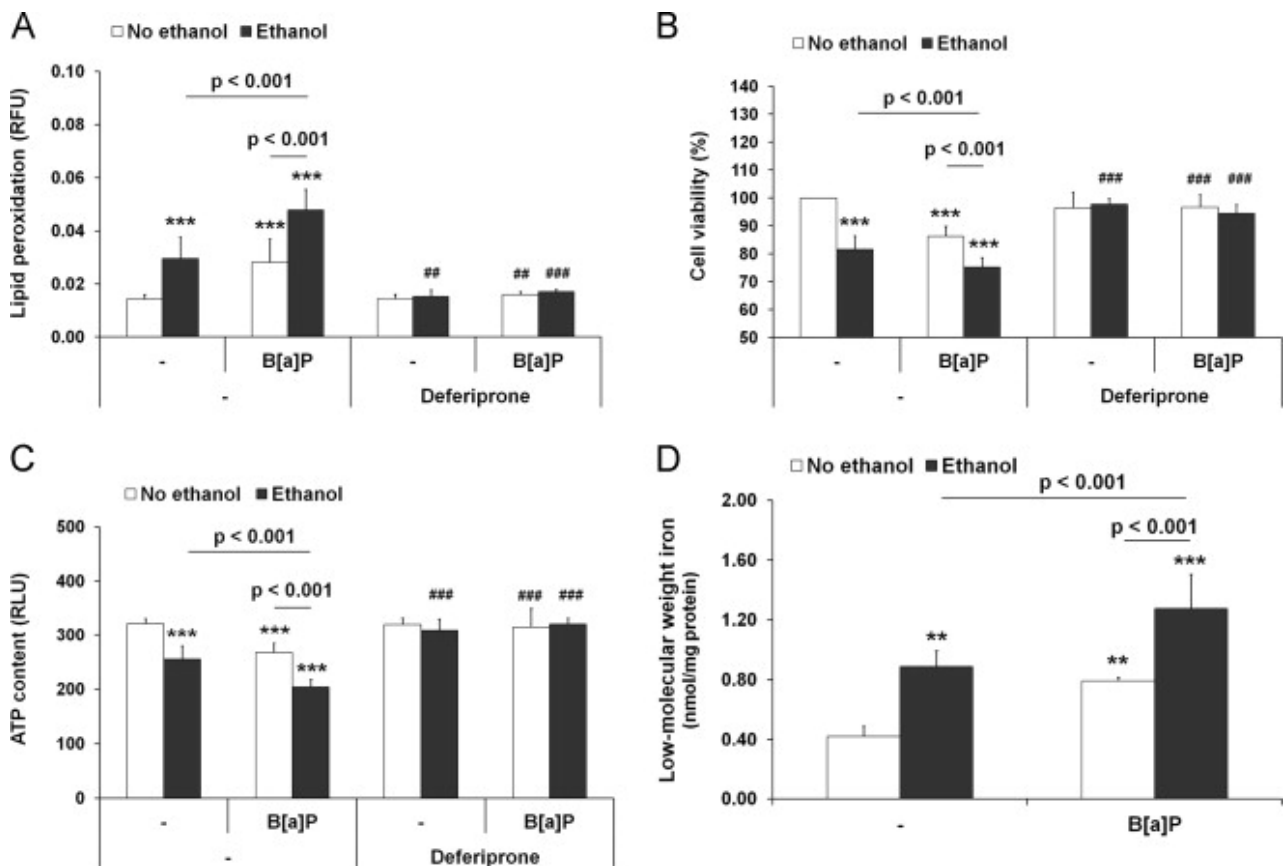 A
No ethanol Ethanol
0.10
0.08
0.06
0.04
0.02
0.00
Lipid peroxidation (RFU)
p < 0.001
p < 0.001
***
***
***
##
##
###
- B[a]P - B[a]P
- Deferiprone
B
No ethanol Ethanol
140
130
120
110
100
90
80
70
60
50
Cell viability (%)
p < 0.001
p < 0.001
***
***
***
###
###
###
- B[a]P - B[a]P
- Deferiprone
C
No ethanol Ethanol
500
400
300
200
100
0
ATP content (RLU)
p < 0.001
p < 0.001
***
***
***
###
###
###
- B[a]P - B[a]P
- Deferiprone
D
No ethanol Ethanol
2.00
1.60
1.20
0.80
0.40
0.00
Low-molecular weight iron
(nmol/mg protein)
p < 0.001
p < 0.001
**
**
***
- B[a]P